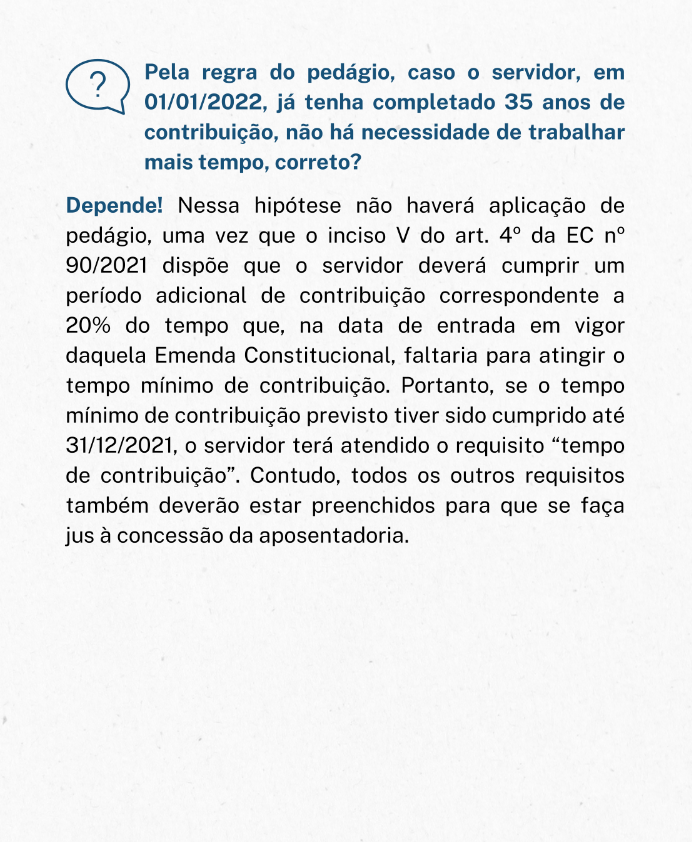 ?
Pela regra do pedágio, caso o servidor, em
01/01/2022, já tenha completado 35 anos de
contribuição, não há necessidade de trabalhar
mais tempo, correto?
Depende! Nessa hipótese não haverá aplicação de
pedágio, uma vez que o inciso V do art. 4º da EC nº
90/2021 dispõe que o servidor deverá cumprir um
período adicional de contribuição correspondente a
20% do tempo que, na data de entrada em vigor
daquela Emenda Constitucional, faltaria para atingir o
tempo mínimo de contribuição. Portanto, se o tempo
mínimo de contribuição previsto tiver sido cumprido até
31/12/2021, o servidor terá atendido o requisito “tempo
de contribuição”. Contudo, todos os outros requisitos
também deverão estar preenchidos para que se faça
jus à concessão da aposentadoria.